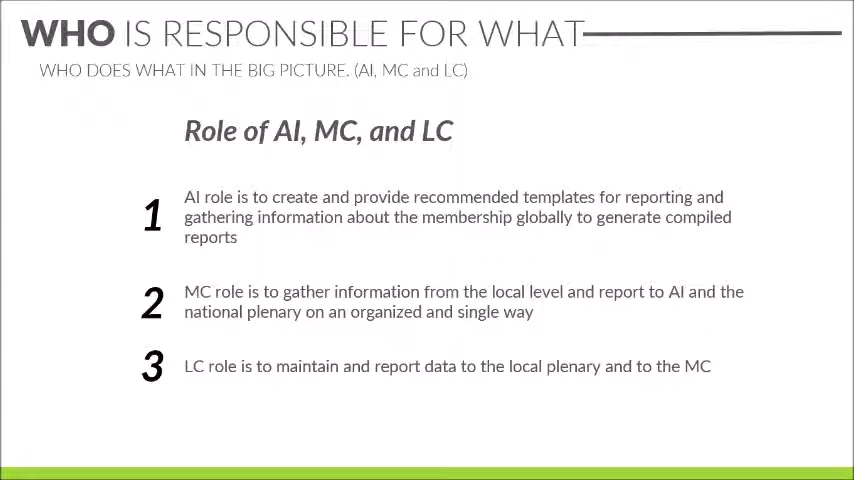 WHO IS RESPONSIBLE FOR WHAT
WHO DOES WHAT IN THE BIG PICTURE. (AI, MC and LC)
Role of AI, MC, and LC
1
AI role is to create and provide recommended templates for reporting and
gathering information about the membership globally to generate compiled
reports
2
MC role is to gather information from the local level and report to AI and the
national plenary on an organized and single way
3
LC role is to maintain and report data to the local plenary and to the MC